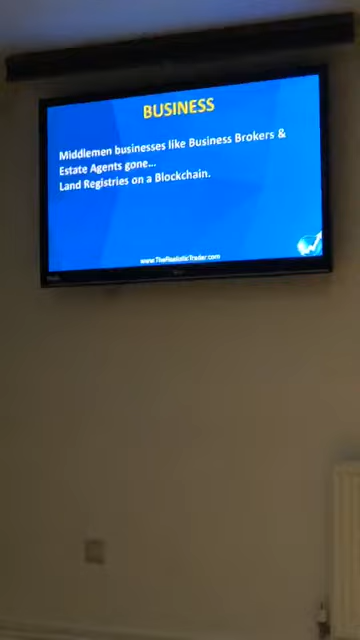 BUSINESS
Middlemen businesses like Business Brokers &
Estate Agents gone...
Land Registries on a Blockchain.
www.TheRealisticTrader.com